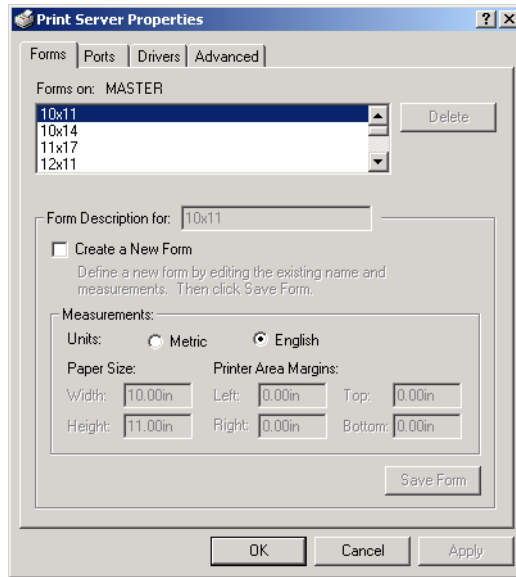 Print Server Properties
Forms Ports Drivers Advanced
Forms on: MASTER
10x11
10x14
11x17
12x11
Delete
Form Description for: 10x11
Create a New Form
Define a new form by editing the existing name and
measurements. Then click Save Form.
Measurements:
Units: Metric English
Paper Size: Printer Area Margins:
Width: 10.00in Left: 0.00in Top: 0.00in
Height: 11.00in Right: 0.00in Bottom: 0.00in
Save Form
OK Cancel Apply